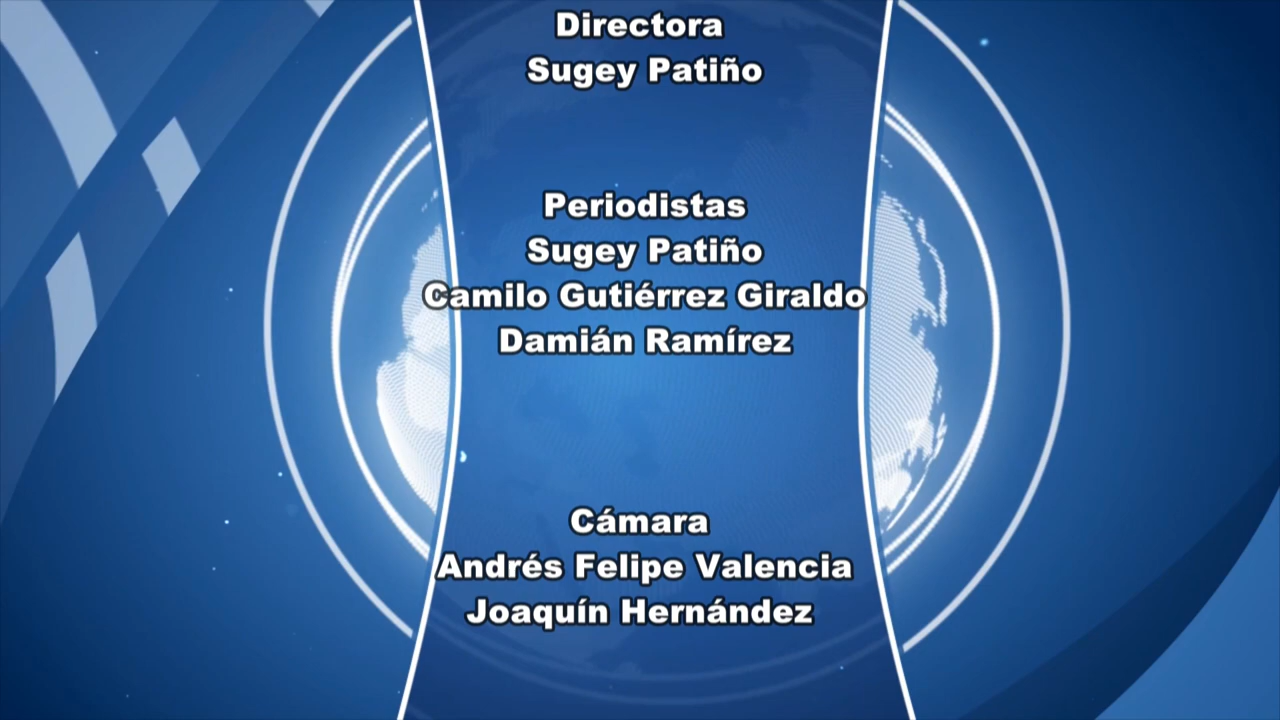 Directora
Sugey Patiño
Periodistas
Sugey Patiño
Camilo Gutiérrez Giraldo
Damián Ramírez
Cámara
Andrés Felipe Valencia
Joaquín Hernández